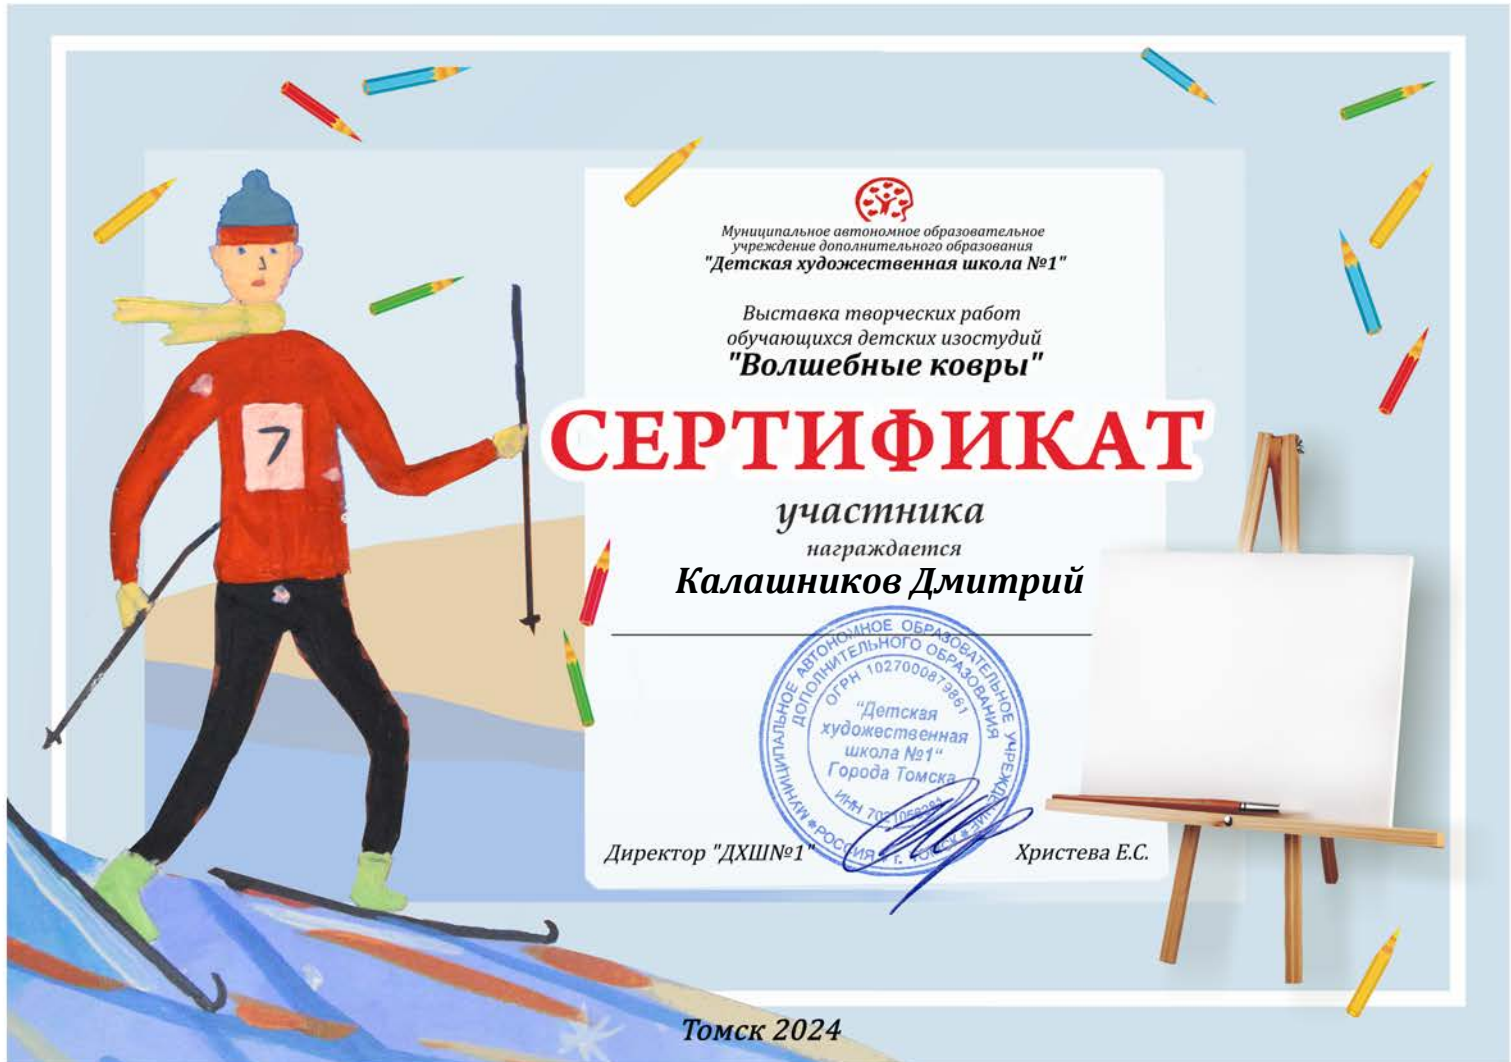 Муниципальное автономное образовательное
учреждение дополнительного образования
"Детская художественная школа №1"
Выставка творческих работ
обучающихся детских изостудий
"Волшебные ковры"
СЕРТИФИКАТ
участника
награждается
Калашников Дмитрий
7
МУНИЦИПАЛЬНОЕ АВТОНОМНОЕ ОБРАЗОВАТЕЛЬНОЕ УЧРЕЖДЕНИЕ
ДОПОЛНИТЕЛЬНОГО ОБРАЗОВАНИЯ
ОГРН 1027000879861
"Детская
художественная
школа №1"
Города Томска
ИНН
* РОССИЯ * г. ТОМСК *
Директор "ДХШ№1"
Христева Е.С.
Томск 2024